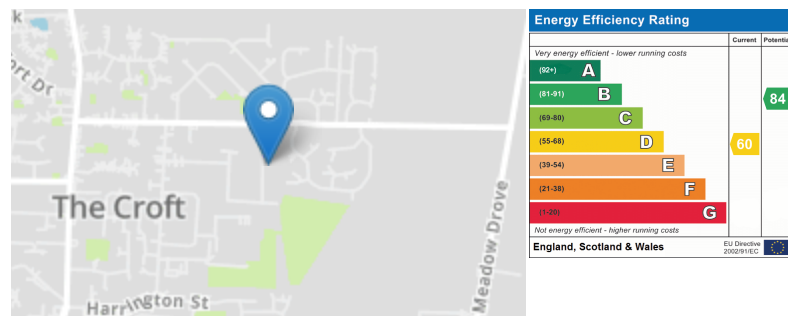 k
ort Dr
The Croft
Harrington St
Meadow Drove
Energy Efficiency Rating
Current Potentia
Very energy efficient - lower running costs
(92+) A
(81-91) B
84
(69-80) C
(55-68) D
60
(39-54) E
(21-38) F
(1-20) G
Not energy efficient - higher running costs
England, Scotland & Wales
EU Directive
2002/91/EC